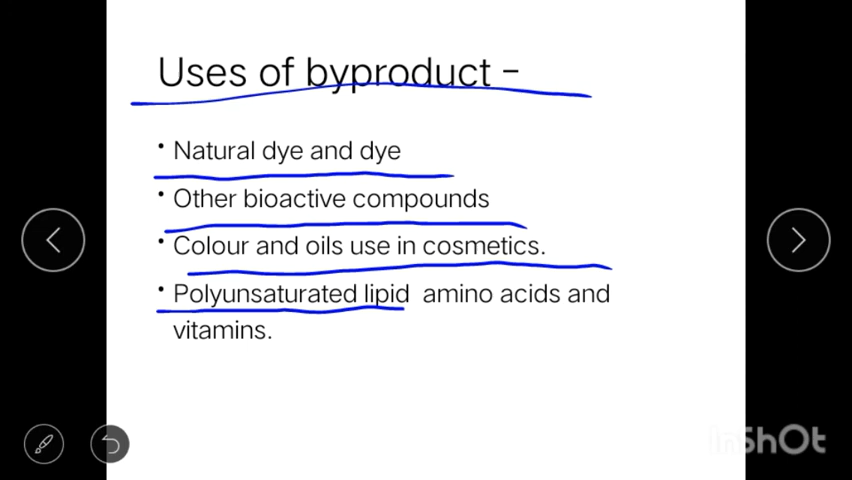 Uses of byproduct -
• Natural dye and dye
• Other bioactive compounds
• Colour and oils use in cosmetics.
• Polyunsaturated lipid amino acids and
vitamins.
InShOt